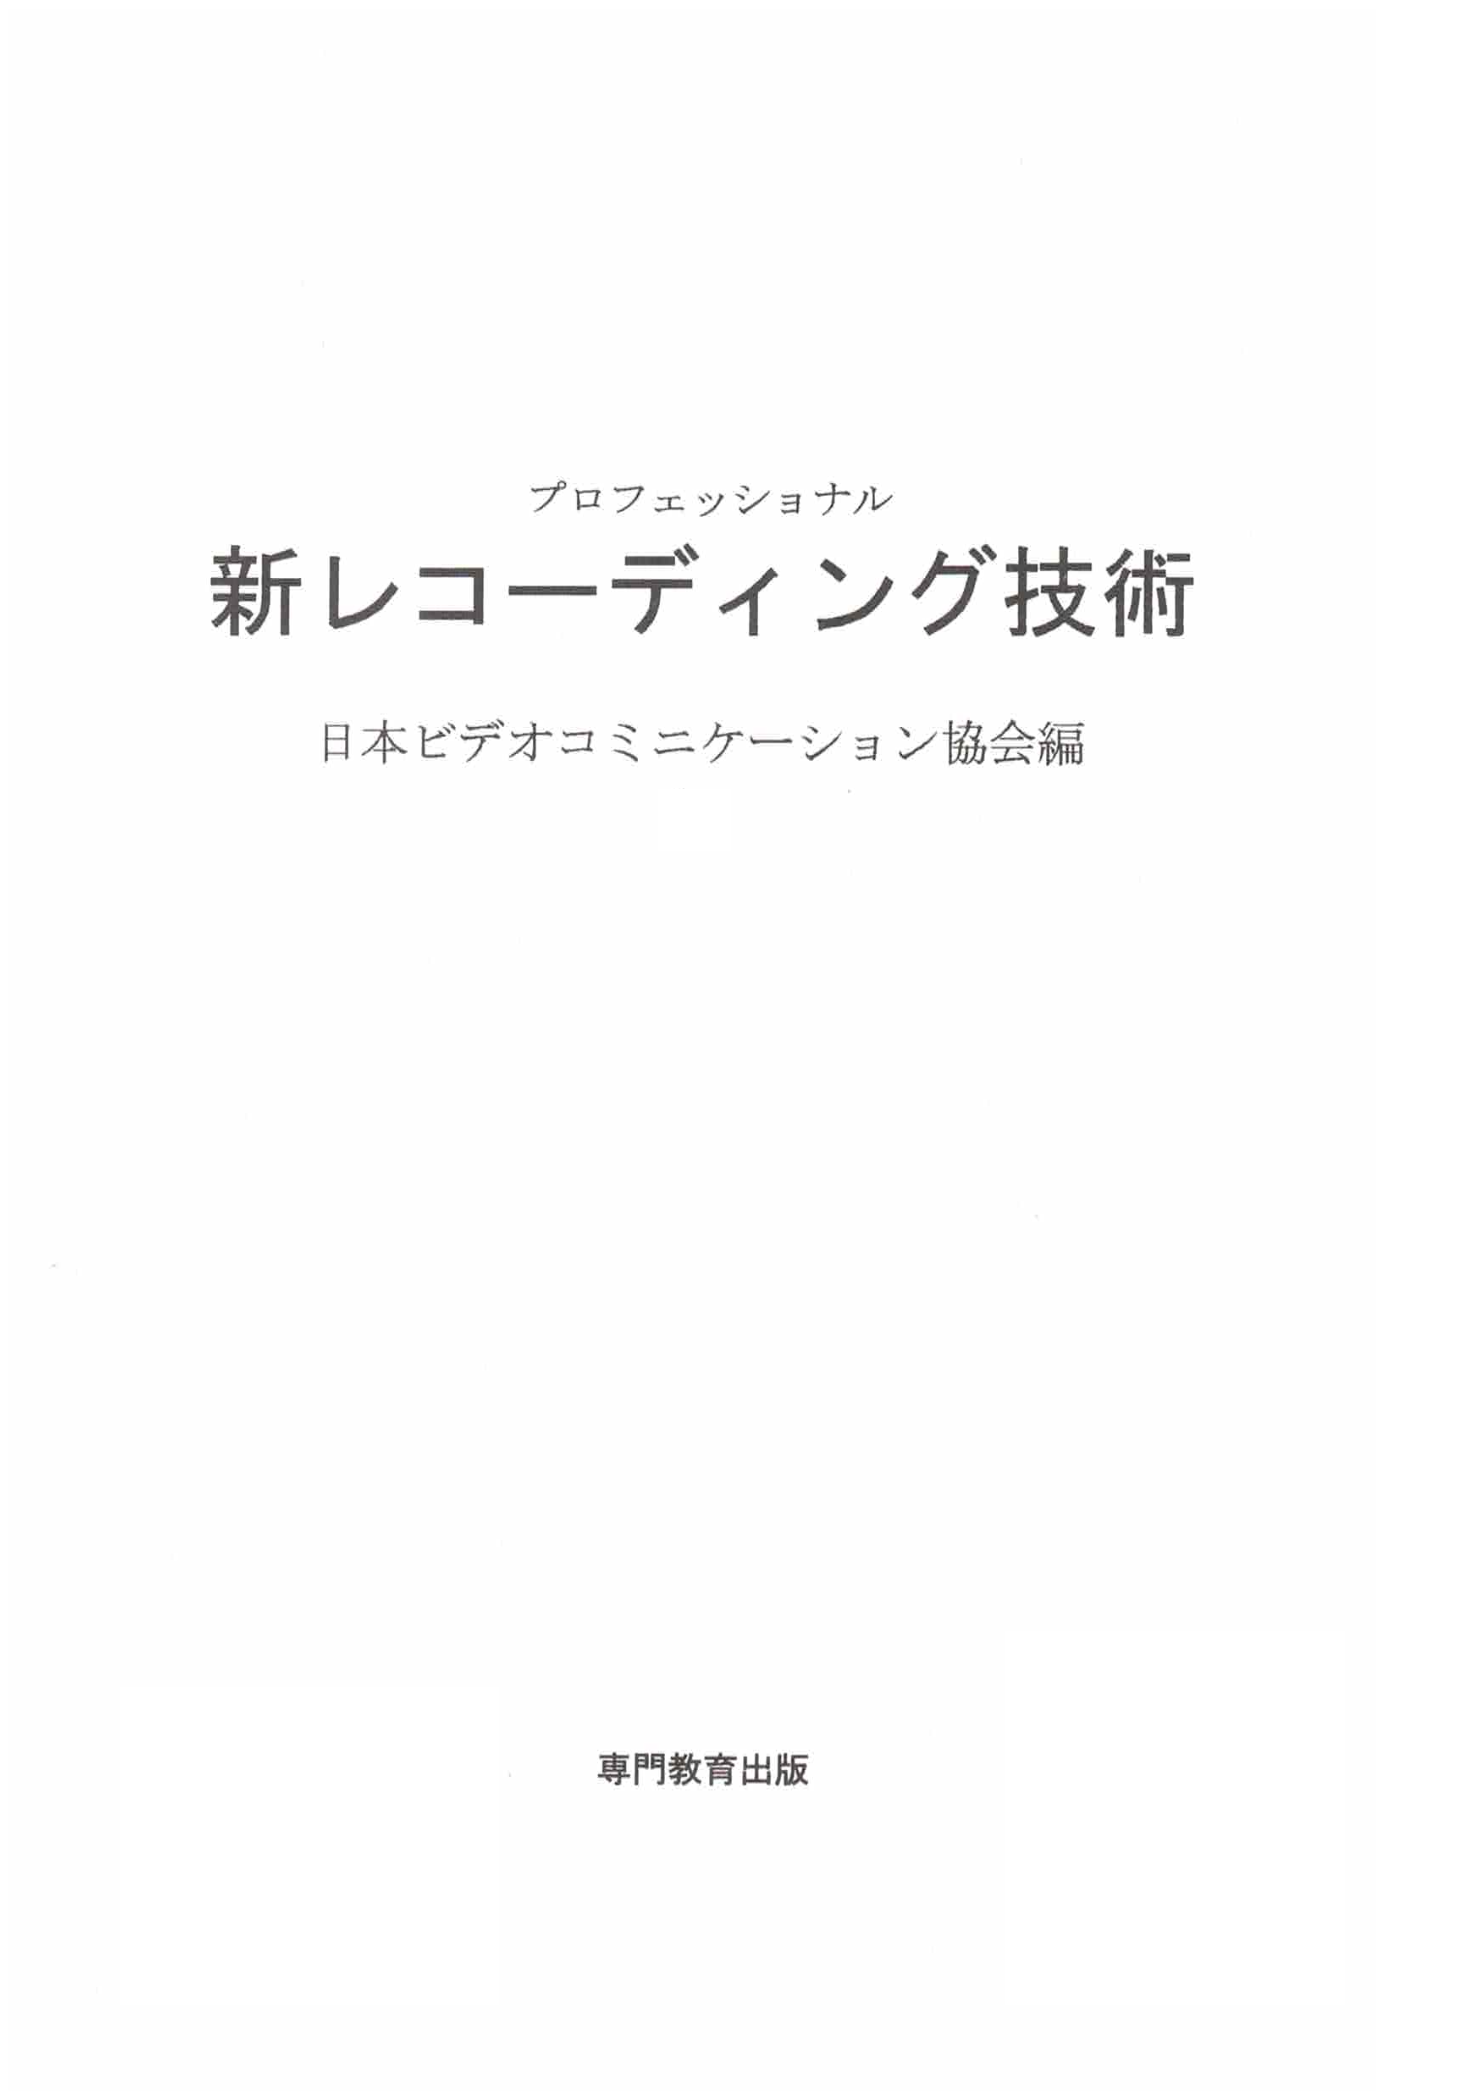 プロフェッショナル
新レコーディング技術
日本ビデオコミニケーション協会編
専門教育出版